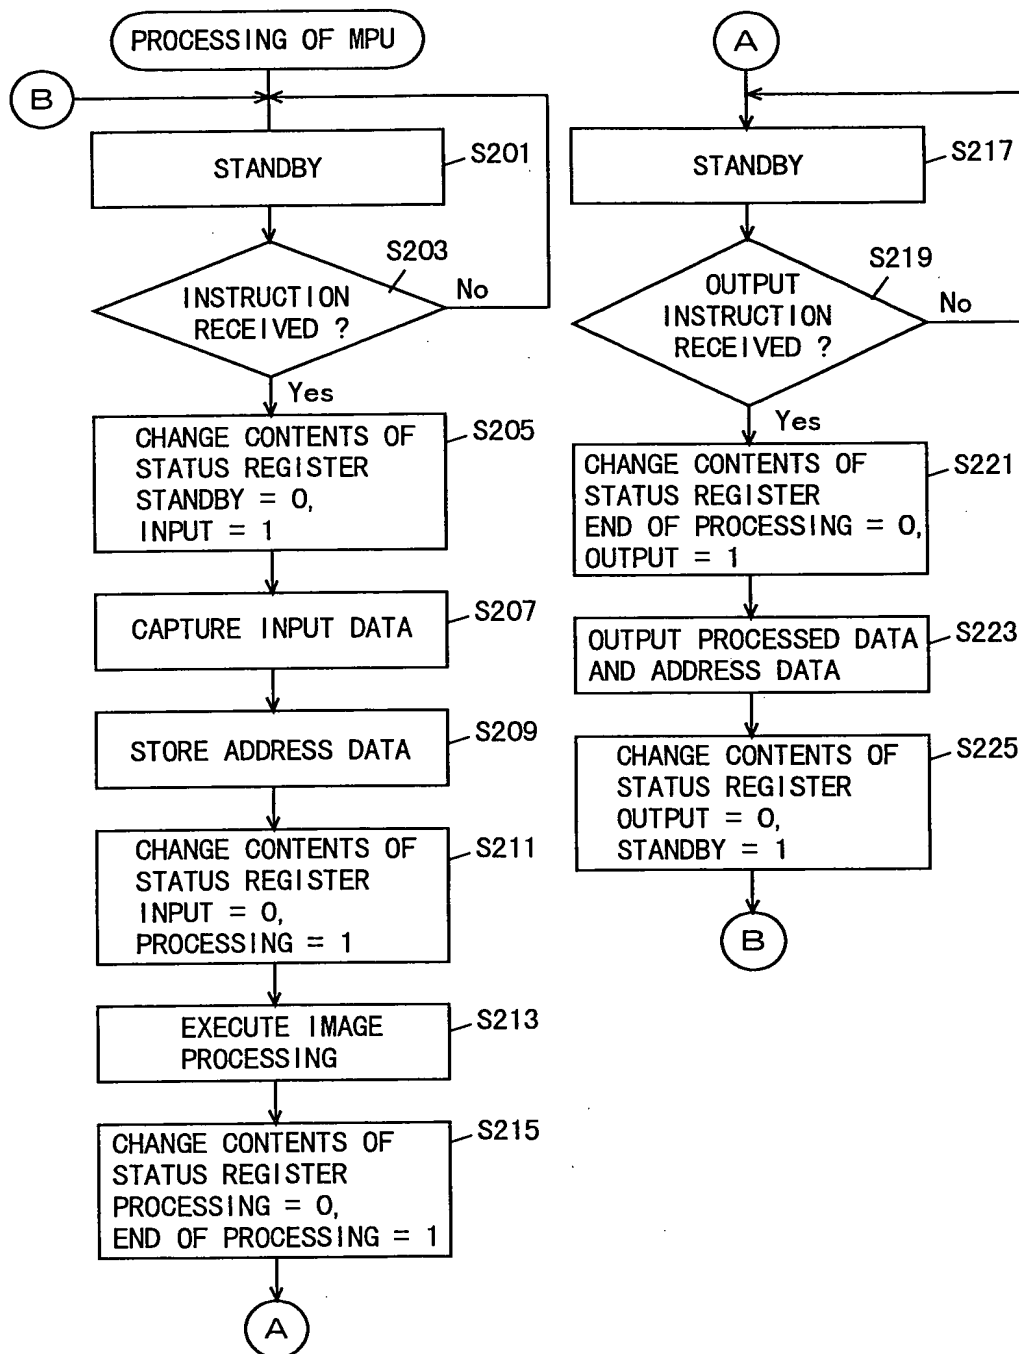 PROCESSING OF MPU
B
STANDBY
S201
INSTRUCTION
RECEIVED ?
S203
No
Yes
CHANGE CONTENTS OF
STATUS REGISTER
STANDBY = 0,
INPUT = 1
S205
CAPTURE INPUT DATA
S207
STORE ADDRESS DATA
S209
CHANGE CONTENTS OF
STATUS REGISTER
INPUT = 0,
PROCESSING = 1
S211
EXECUTE IMAGE
PROCESSING
S213
CHANGE CONTENTS OF
STATUS REGISTER
PROCESSING = 0,
END OF PROCESSING = 1
S215
A
A
STANDBY
S217
OUTPUT
INSTRUCTION
RECEIVED ?
S219
No
Yes
CHANGE CONTENTS OF
STATUS REGISTER
END OF PROCESSING = 0,
OUTPUT = 1
S221
OUTPUT PROCESSED DATA
AND ADDRESS DATA
S223
CHANGE CONTENTS OF
STATUS REGISTER
OUTPUT = 0,
STANDBY = 1
S225
B